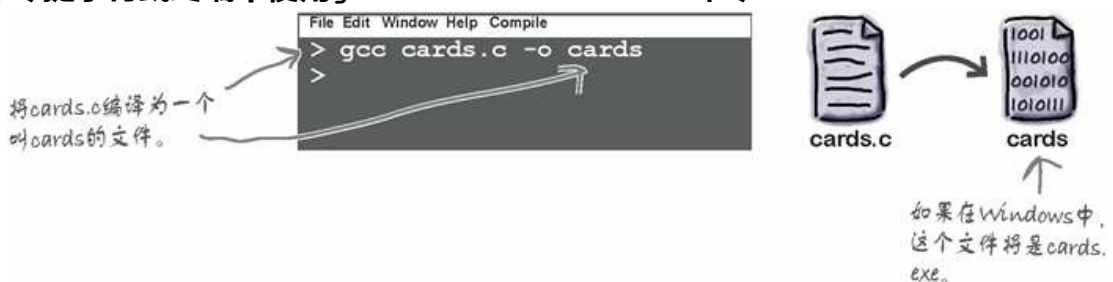 File Edit Window Help Compile
> gcc cards.c -o cards
>
将cards.c编译为一个
叫cards的文件。
1001
1110100
001010
1010111
cards.c
cards
如果在Windows中,
这个文件将是cards.
exe。